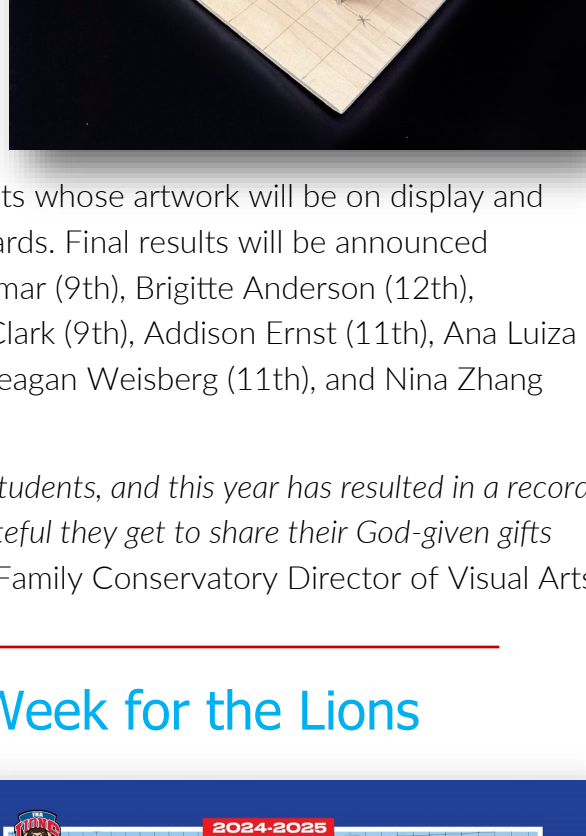 ts whose artwork will be on display and
ards. Final results will be announced
mar (9th), Brigitte Anderson (12th),
Clark (9th), Addison Ernst (11th), Ana Luiza
eagan Weisberg (11th), and Nina Zhang
tudents, and this year has resulted in a record
teful they get to share their God-given gifts
Family Conservatory Director of Visual Arts
Week for the Lions
THA
LIONS
2024-2025